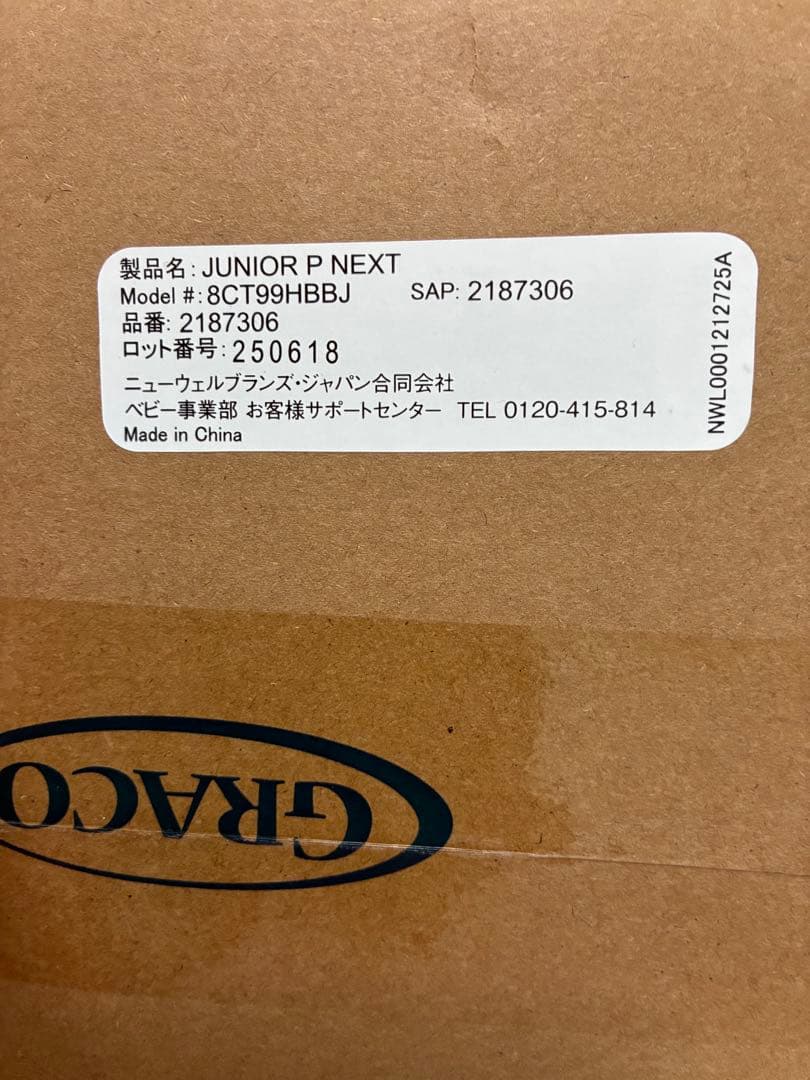 製品名: JUNIOR P NEXT
Model #: 8CT99HBBJ SAP: 2187306
品番: 2187306
ロット番号: 250618
ニューウェルブランズ・ジャパン合同会社
ベビー事業部 お客様サポートセンター TEL 0120-415-814
Made in China
NWL0001212725A
GRACO